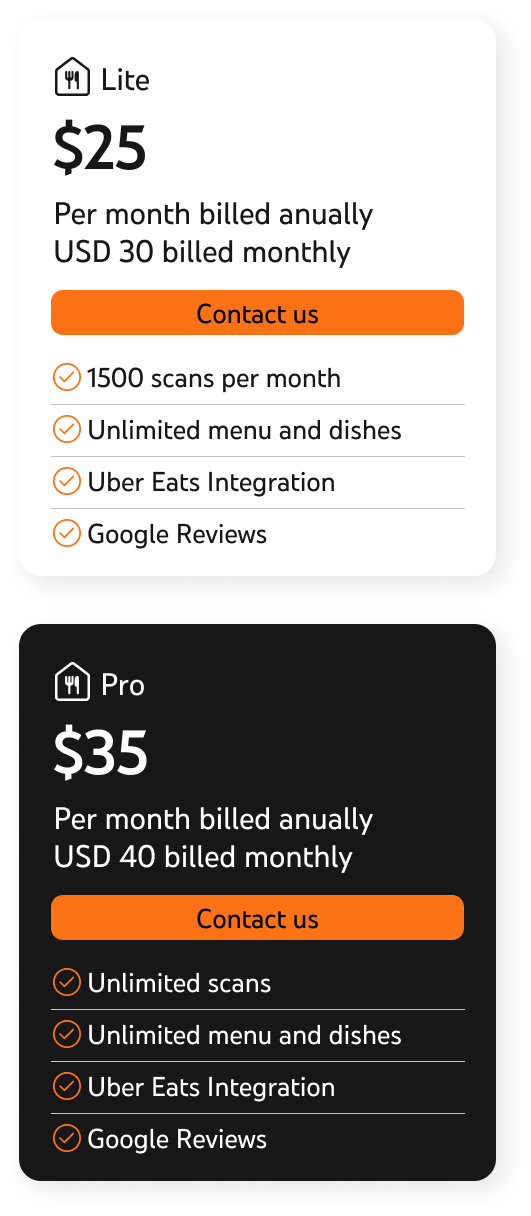 Lite
$25
Per month billed anually
USD 30 billed monthly
Contact us
1500 scans per month
Unlimited menu and dishes
Uber Eats Integration
Google Reviews
Pro
$35
Per month billed anually
USD 40 billed monthly
Contact us
Unlimited scans
Unlimited menu and dishes
Uber Eats Integration
Google Reviews